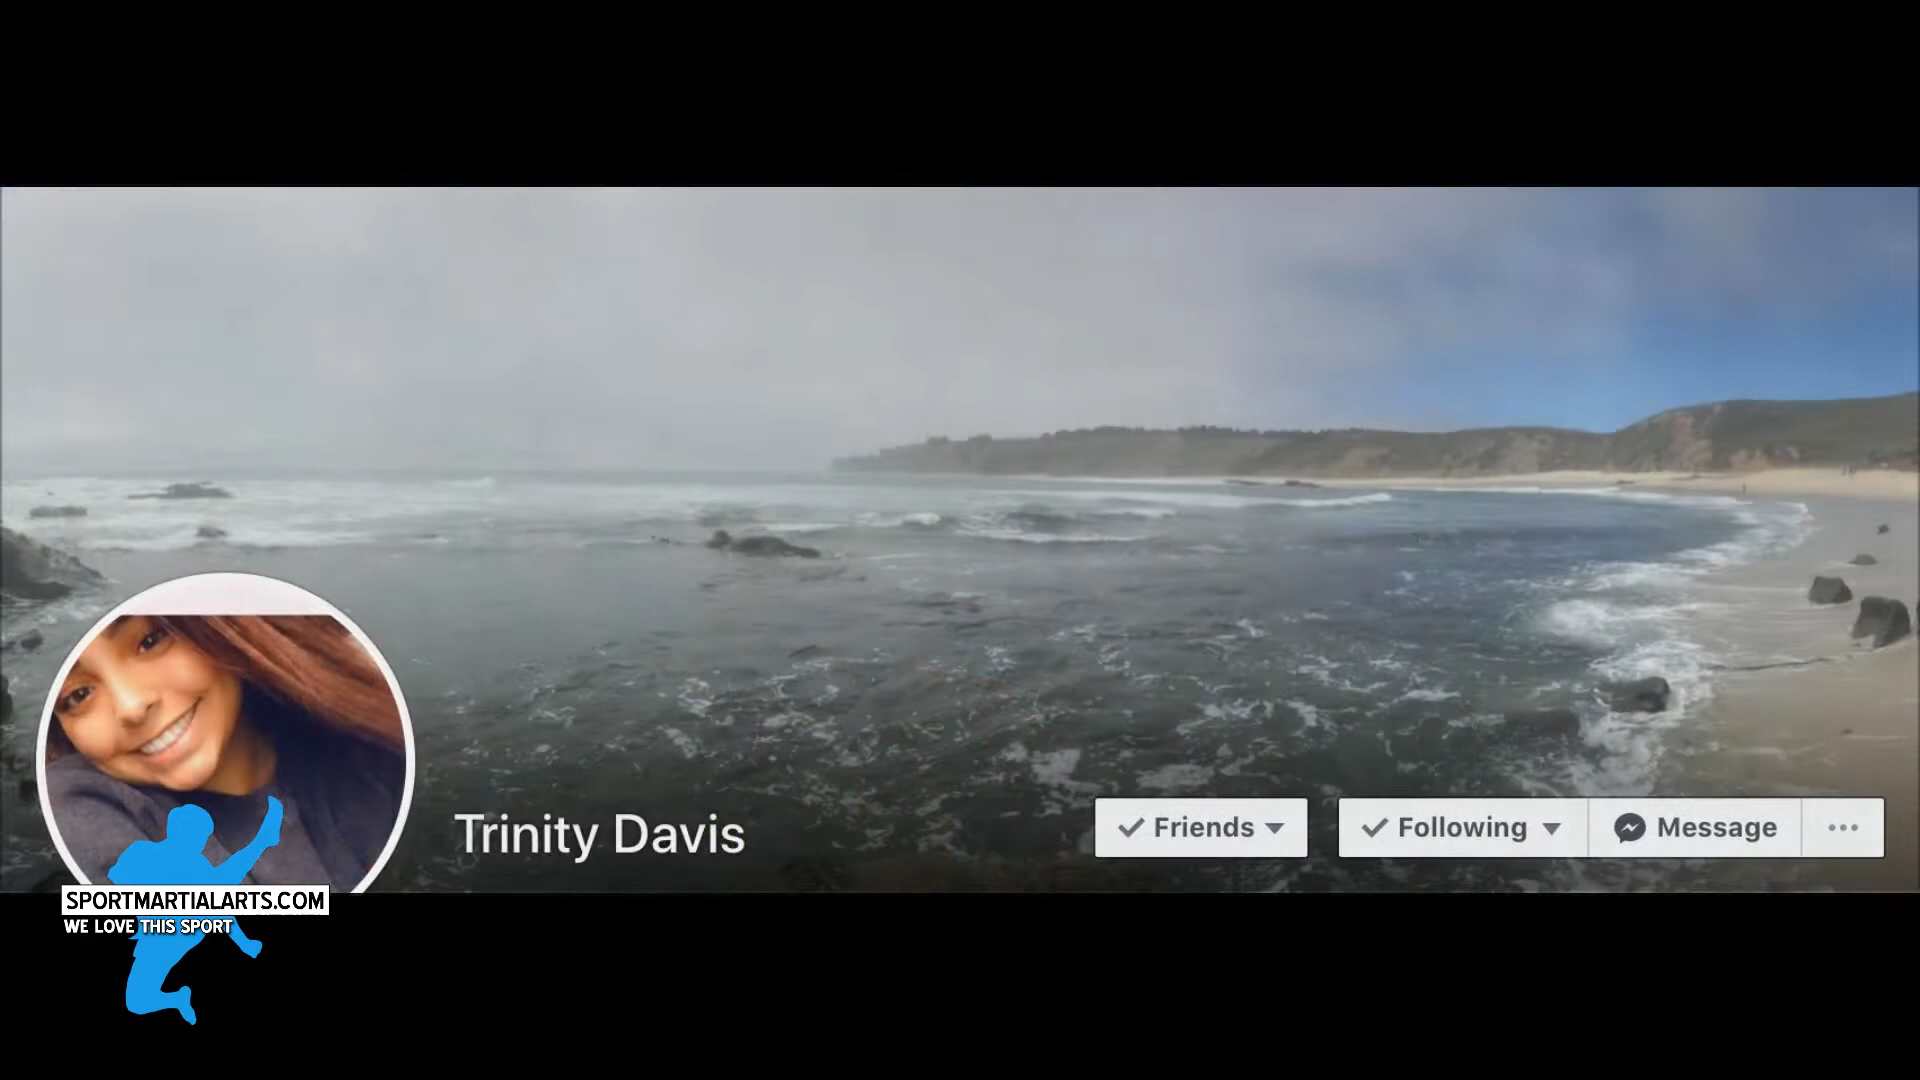 Trinity Davis
Friends
Following
Message
SPORTMARTIALARTS.COM
WE LOVE THIS SPORT